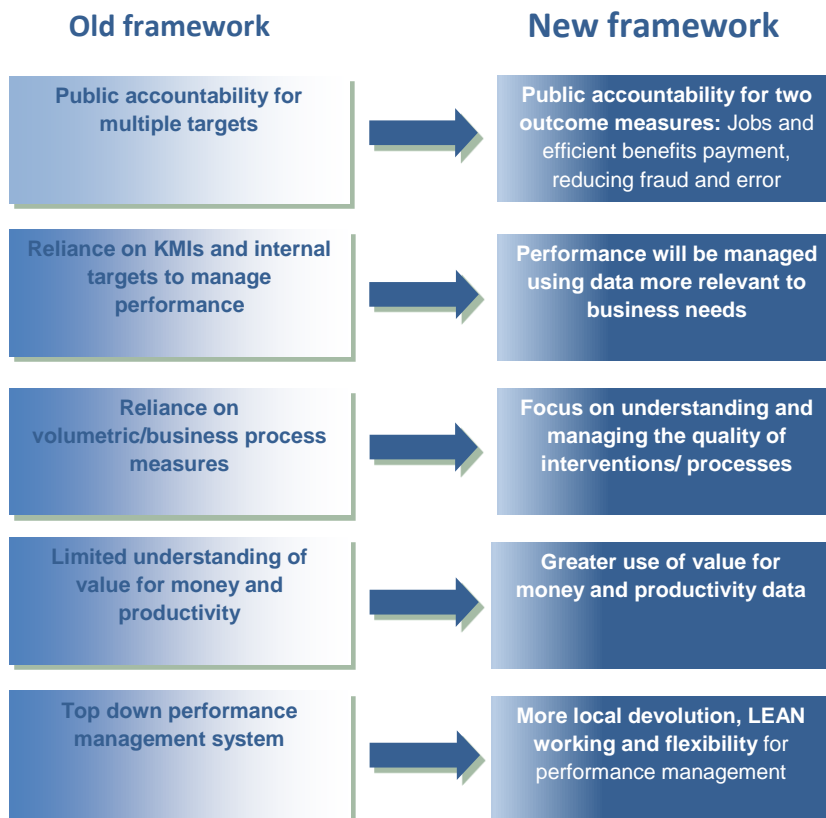 Old framework
New framework
Public accountability for
multiple targets
Public accountability for two
outcome measures: Jobs and
efficient benefits payment,
reducing fraud and error
Reliance on KMIs and internal
targets to manage
performance
Performance will be managed
using data more relevant to
business needs
Reliance on
volumetric/business process
measures
Focus on understanding and
managing the quality of
interventions/ processes
Limited understanding of
value for money and
productivity
Greater use of value for
money and productivity data
Top down performance
management system
More local devolution, LEAN
working and flexibility for
performance management